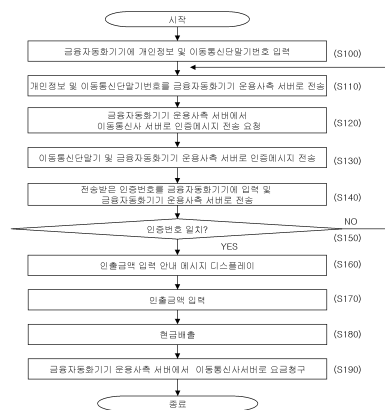 시작
금융자동화기기에 개인정보 및 이동통신단말기번호 입력
(S100)
개인정보 및 이동통신단말기번호를 금융자동화기기 운용사측 서버로 전송
(S110)
금융자동화기기 운용사측 서버에서
이동통신사 서버로 인증메시지 전송 요청
(S120)
이동통신단말기 및 금융자동화기기 운용사측 서버로 인증메시지 전송
(S130)
전송받은 인증번호를 금융자동화기기에 입력 및
금융자동화기기 운용사측 서버로 전송
(S140)
인증번호 일치?
NO
(S150)
YES
인출금액 입력 안내 메시지 디스플레이
(S160)
인출금액 입력
(S170)
현금배출
(S180)
금융자동화기기 운용사측 서버에서 이동통신사서버로 요금청구
(S190)
종료